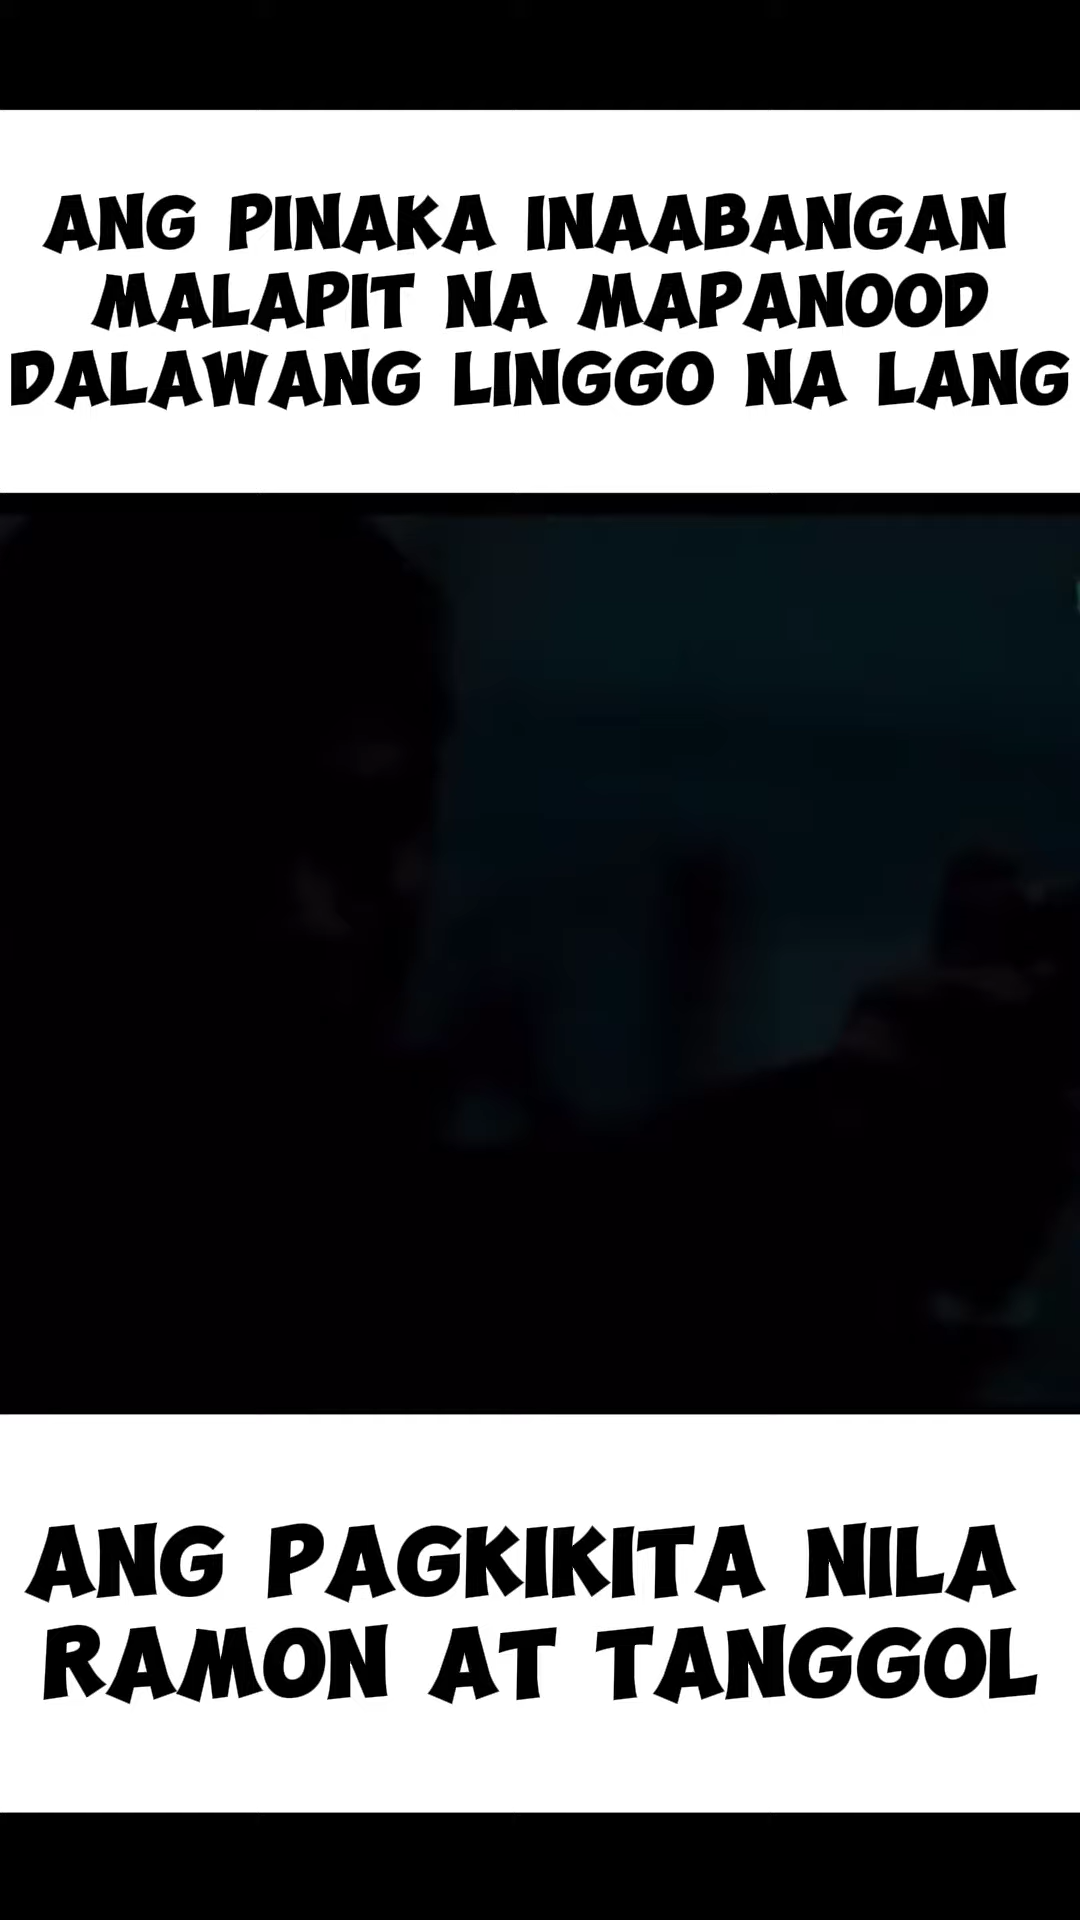 ANG PINAKA INAABANGAN
MALAPIT NA MAPANOOD
DALAWANG LINGGO NA LANG
ANG PAGKIKITA NILA
RAMON AT TANGGOL